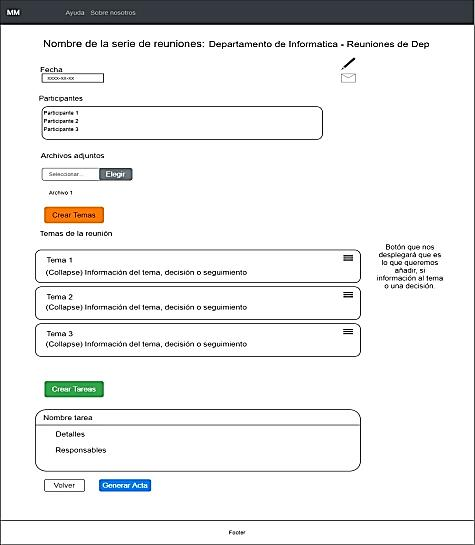 MM Ayuda Sobre nosotros
Nombre de la serie de reuniones: Departamento de Informatica - Reuniones de Dep
Fecha
xxxx-xx-xx
Participantes
Participante 1
Participante 2
Participante 3
Archivos adjuntos
Seleccionar... Elegir
Archivo 1
Crear Temas
Temas de la reunión
Tema 1
(Collapse) Información del tema, decisión o seguimiento
Tema 2
(Collapse) Información del tema, decisión o seguimiento
Tema 3
(Collapse) Información del tema, decisión o seguimiento
Botón que nos
desplegará que es
lo que queremos
añadir, si
información al tema
o una decisión.
Crear Tareas
Nombre tarea
Detalles
Responsables
Volver Generar Acta
Footer